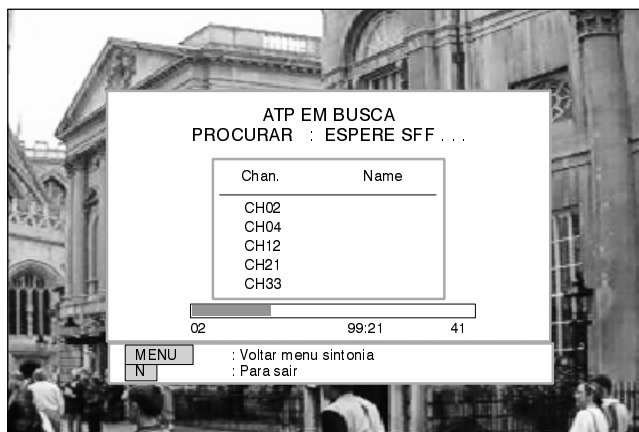 ATP EM BUSCA
PROCURAR : ESPERE SFF . . .
Chan. Name
CH02
CH04
CH12
CH21
CH33
02 99:21 41
MENU : Voltar menu sintonia
N : Para sair